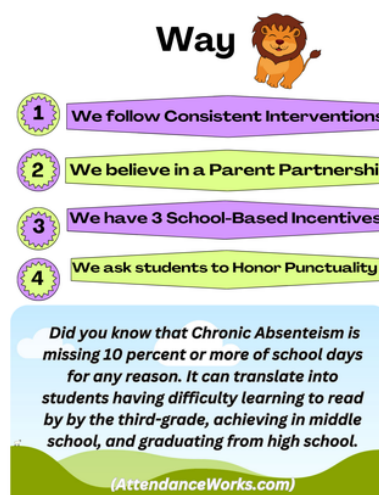 Way
1 We follow Consistent Interventions
2 We believe in a Parent Partnershi
3 We have 3 School-Based Incentives
4 We ask students to Honor Punctuality
Did you know that Chronic Absenteism is
missing 10 percent or more of school days
for any reason. It can translate into
students having difficulty learning to read
by by the third-grade, achieving in middle
school, and graduating from high school.
(AttendanceWorks.com)